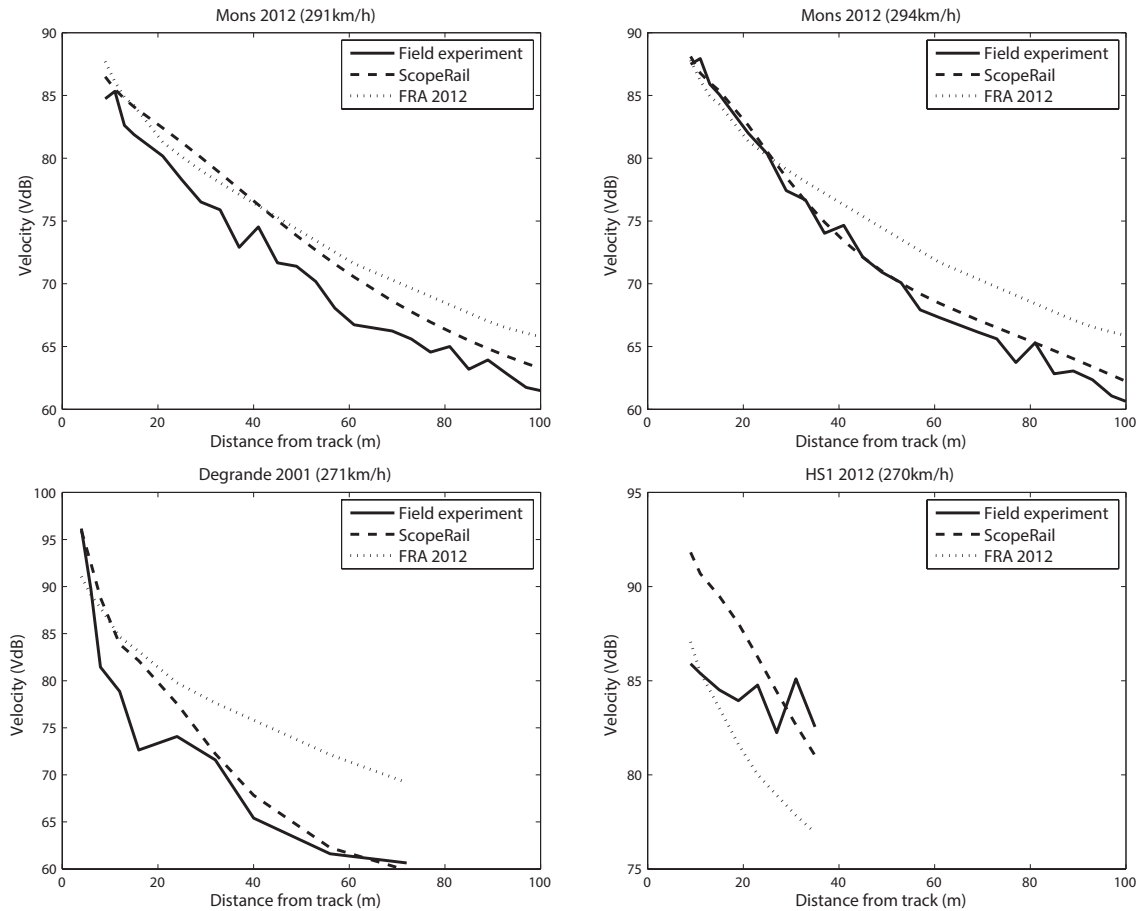 Mons 2012 (291km/h)
90
85
80
75
70
65
60
Velocity (VdB)
0 20 40 60 80 100
Distance from track (m)
Field experiment
ScopeRail
FRA 2012
Mons 2012 (294km/h)
90
85
80
75
70
65
60
Velocity (VdB)
0 20 40 60 80 100
Distance from track (m)
Field experiment
ScopeRail
FRA 2012
Degrande 2001 (271km/h)
100
95
90
85
80
75
70
65
60
Velocity (VdB)
0 20 40 60 80 100
Distance from track (m)
Field experiment
ScopeRail
FRA 2012
HS1 2012 (270km/h)
95
90
85
80
75
Velocity (VdB)
0 20 40 60 80 100
Distance from track (m)
Field experiment
ScopeRail
FRA 2012